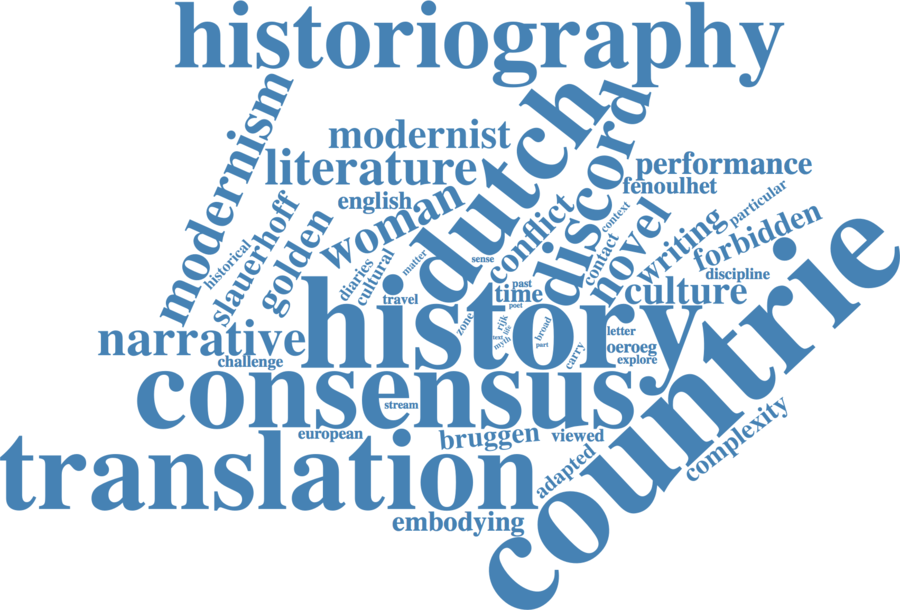 historiography
modernism
dutch
discord
modernist
literature
performance
fenoulhet
english
woman
particular
golden
slauerhoff
conflict
context
novel
writing
forbidden
countrie
historical
diaries
cultural
matter
sense
contact
discipline
travel
past
time
poet
culture
history
zone
rijk
life
text
myth
broad
part
letter
narrative
challenge
carry
oeroeg
explore
consensus
stream
european
bruggen
viewed
complexity
translation
adapted
embodying